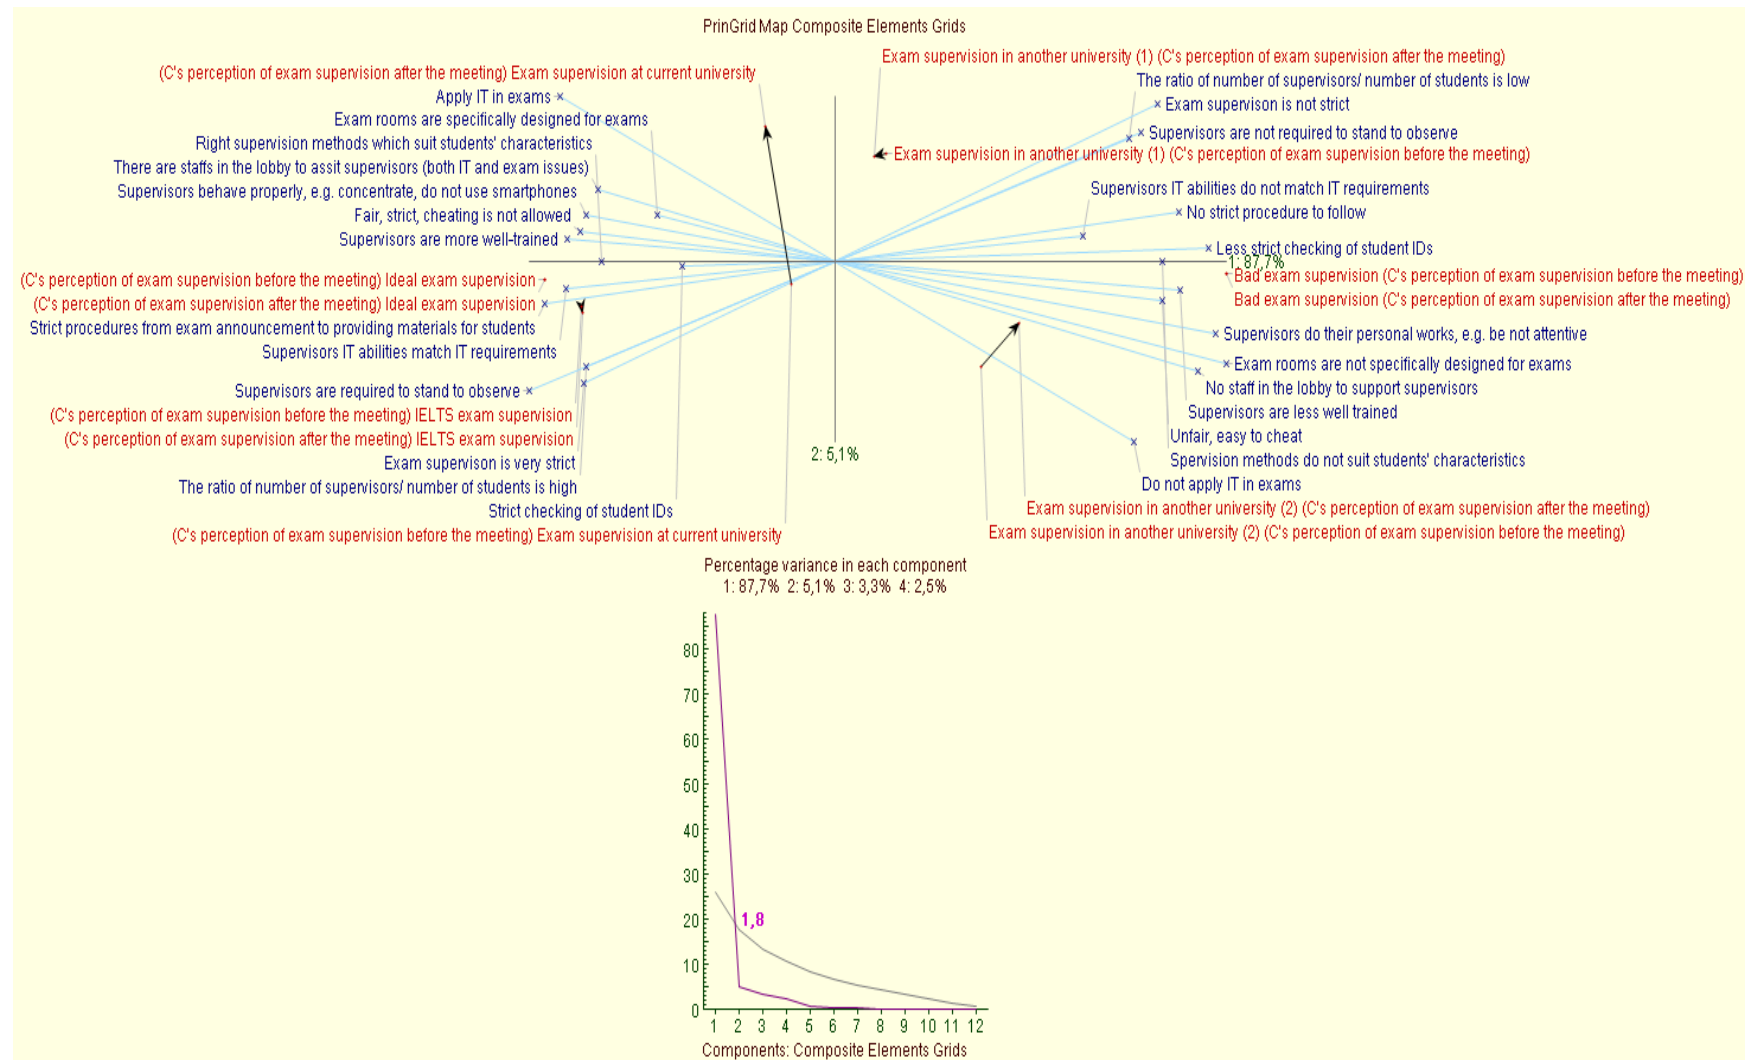 PrinGrid Map Composite Elements Grids
Exam supervision in another university (1) (C's perception of exam supervision after the meeting)
(C's perception of exam supervision after the meeting) Exam supervision at current university
The ratio of number of supervisors/ number of students is low
Apply IT in exams
Exam supervison is not strict
Exam rooms are specifically designed for exams
Supervisors are not required to stand to observe
Right supervision methods which suit students' characteristics
Exam supervision in another university (1) (C's perception of exam supervision before the meeting)
There are staffs in the lobby to assit supervisors (both IT and exam issues)
Supervisors IT abilities do not match IT requirements
Supervisors behave properly, e.g. concentrate, do not use smartphones
No strict procedure to follow
Fair, strict, cheating is not allowed
Supervisors are more well-trained
Less strict checking of student IDs
1: 87,7%
(C's perception of exam supervision before the meeting) Ideal exam supervision
Bad exam supervision (C's perception of exam supervision before the meeting)
(C's perception of exam supervision after the meeting) Ideal exam supervision
Bad exam supervision (C's perception of exam supervision after the meeting)
Strict procedures from exam announcement to providing materials for students
Supervisors do their personal works, e.g. be not attentive
Supervisors IT abilities match IT requirements
Exam rooms are not specifically designed for exams
Supervisors are required to stand to observe
No staff in the lobby to support supervisors
(C's perception of exam supervision before the meeting) IELTS exam supervision
Supervisors are less well trained
(C's perception of exam supervision after the meeting) IELTS exam supervision
Unfair, easy to cheat
2: 5,1%
Exam supervison is very strict
Spervision methods do not suit students' characteristics
The ratio of number of supervisors/ number of students is high
Do not apply IT in exams
Strict checking of student IDs
Exam supervision in another university (2) (C's perception of exam supervision after the meeting)
(C's perception of exam supervision before the meeting) Exam supervision at current university
Exam supervision in another university (2) (C's perception of exam supervision before the meeting)
Percentage variance in each component
1: 87,7% 2: 5,1% 3: 3,3% 4: 2,5%
80
70
60
50
40
30
20
1,8
10
0
1 2 3 4 5 6 7 8 9 10 11 12
Components: Composite Elements Grids